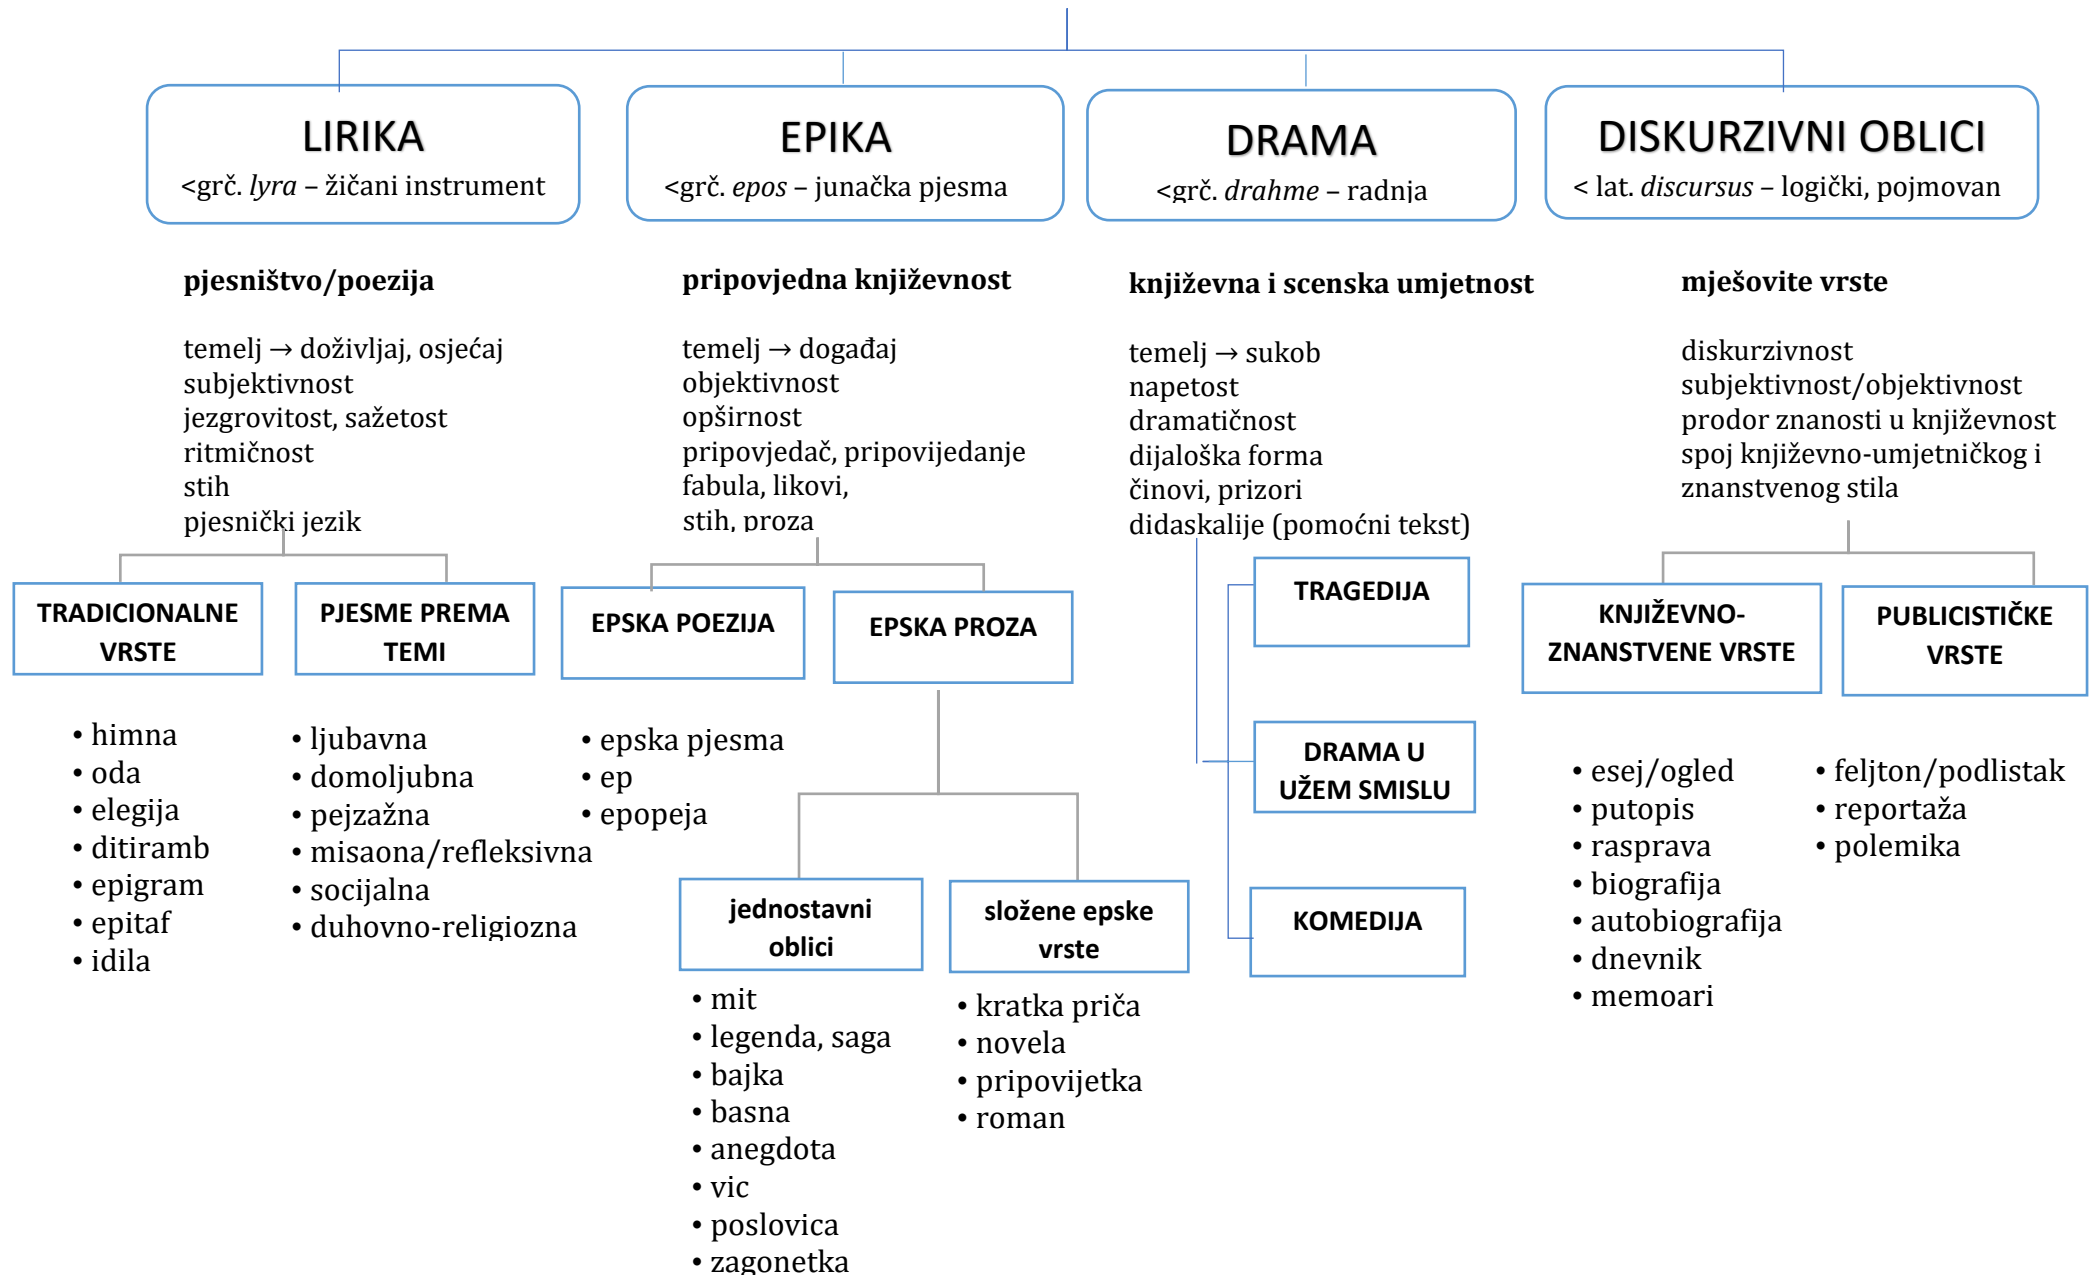 LIRIKA
<grč. lyra – žičani instrument
EPIKA
<grč. epos – junačka pjesma
DRAMA
<grč. drahme – radnja
DISKURZIVNI OBLICI
< lat. discursus – logički, pojmovan
pjesništvo/poezija
temelj → doživljaj, osjećaj
subjektivnost
jezgrovitost, sažetost
ritmičnost
stih
pjesnički jezik
pripovjedna književnost
temelj → događaj
objektivnost
opširnost
pripovjedač, pripovijedanje
fabula, likovi,
stih, proza
književna i scenska umjetnost
temelj → sukob
napetost
dramatičnost
dijaloška forma
činovi, prizori
didaskalije (pomoćni tekst)
mješovite vrste
diskurzivnost
subjektivnost/objektivnost
prodor znanosti u književnost
spoj književno-umjetničkog i
znanstvenog stila
TRADICIONALNE
VRSTE
• himna
• oda
• elegija
• ditiramb
• epigram
• epitaf
• idila
PJESME PREMA
TEMI
• ljubavna
• domoljubna
• pejzažna
• misaona/refleksivna
• socijalna
• duhovno-religiozna
EPSKA POEZIJA
• epska pjesma
• ep
• epopeja
EPSKA PROZA
jednostavni
oblici
• mit
• legenda, saga
• bajka
• basna
• anegdota
• vic
• poslovica
• zagonetka
složene epske
vrste
• kratka priča
• novela
• pripovijetka
• roman
TRAGEDIJA
DRAMA U
UŽEM SMISLU
KOMEDIJA
KNJIŽEVNO-
ZNANSTVENE VRSTE
• esej/ogled
• putopis
• rasprava
• biografija
• autobiografija
• dnevnik
• memoari
PUBLICISTIČKE
VRSTE
• feljton/podlistak
• reportaža
• polemika